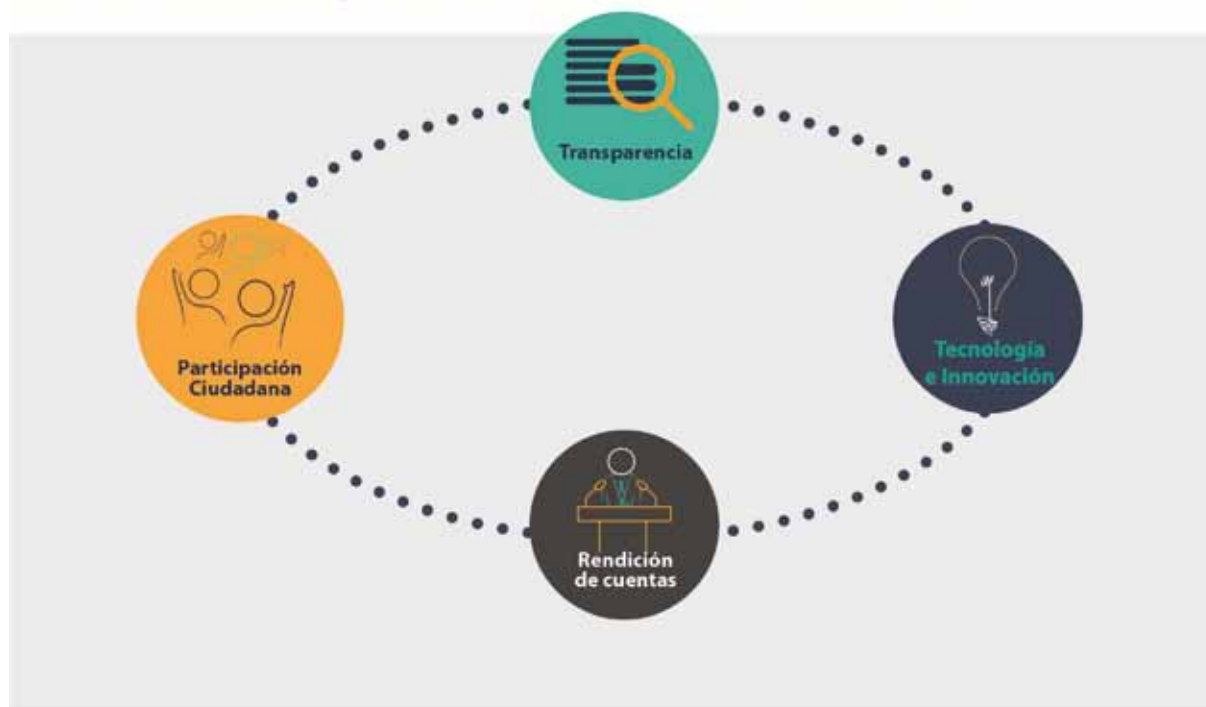 Transparencia
Participación
Ciudadana
Tecnología
e Innovación
Rendición
de cuentas